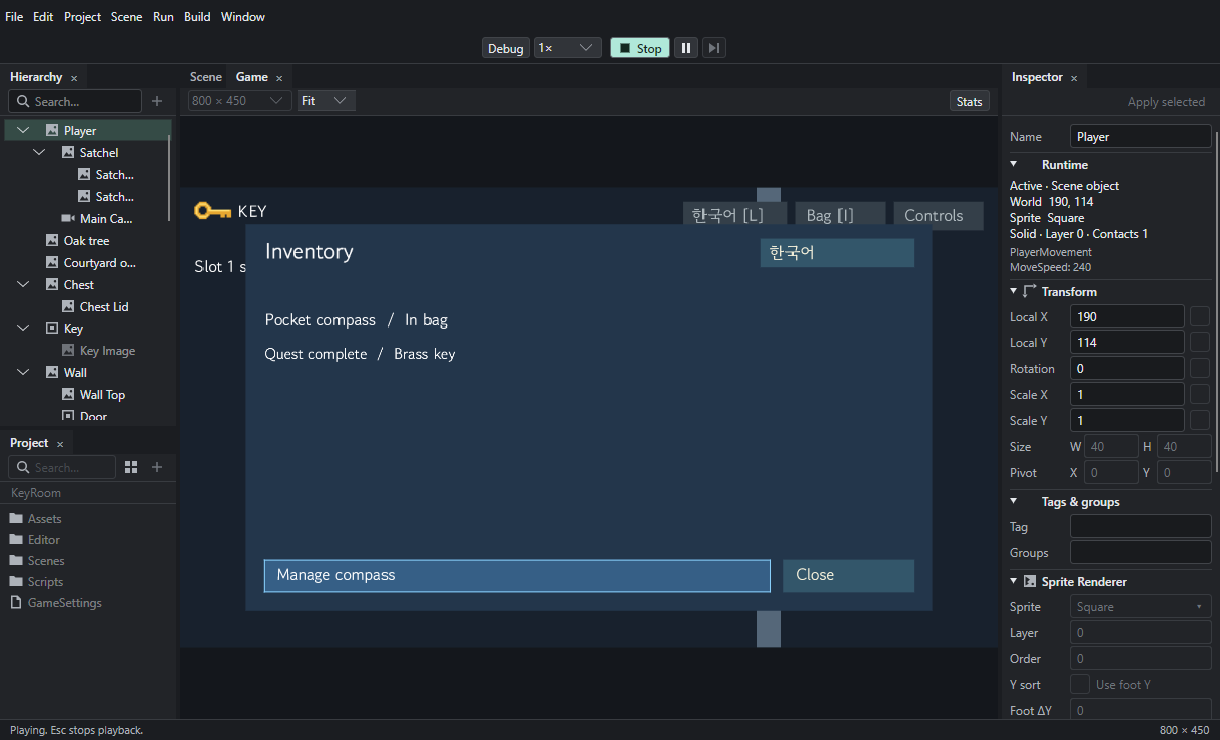 File Edit Project Scene Run Build Window
Debug 1× Stop
Hierarchy ×
Search...
Player
Satchel
Satch...
Satch...
Main Ca...
Oak tree
Courtyard o...
Chest
Chest Lid
Key
Key Image
Wall
Wall Top
Door
Project ×
Search...
KeyRoom
Assets
Editor
Scenes
Scripts
GameSettings
Scene Game ×
800 × 450 Fit Stats
KEY
한국어 [L] Bag [I] Controls
Slot 1 s
Inventory 한국어
Pocket compass / In bag
Quest complete / Brass key
Manage compass Close
Inspector ×
Apply selected
Name Player
Runtime
Active · Scene object
World 190, 114
Sprite Square
Solid · Layer 0 · Contacts 1
PlayerMovement
MoveSpeed: 240
Transform
Local X 190
Local Y 114
Rotation 0
Scale X 1
Scale Y 1
Size W 40 H 40
Pivot X 0 Y 0
Tags & groups
Tag
Groups
Sprite Renderer
Sprite Square
Layer 0
Order 0
Y sort Use foot Y
Foot ΔY 0
Playing. Esc stops playback. 800 × 450